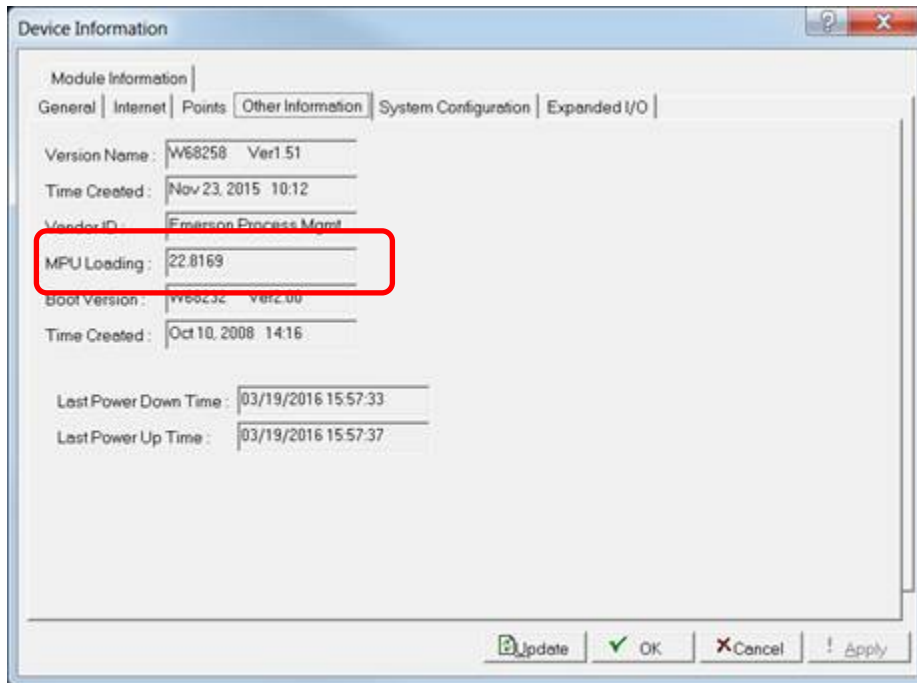 Device Information
Module Information
General Internet Points Other Information System Configuration Expanded I/O
Version Name : W68258 Ver1.51
Time Created : Nov 23, 2015 10:12
Vendor ID : Emerson Process Mgmt
MPU Loading : 22.8169
Boot Version : W68232 Ver2.00
Time Created : Oct 10, 2008 14:16
Last Power Down Time : 03/19/2016 15:57:33
Last Power Up Time : 03/19/2016 15:57:37
Update OK Cancel ! Apply